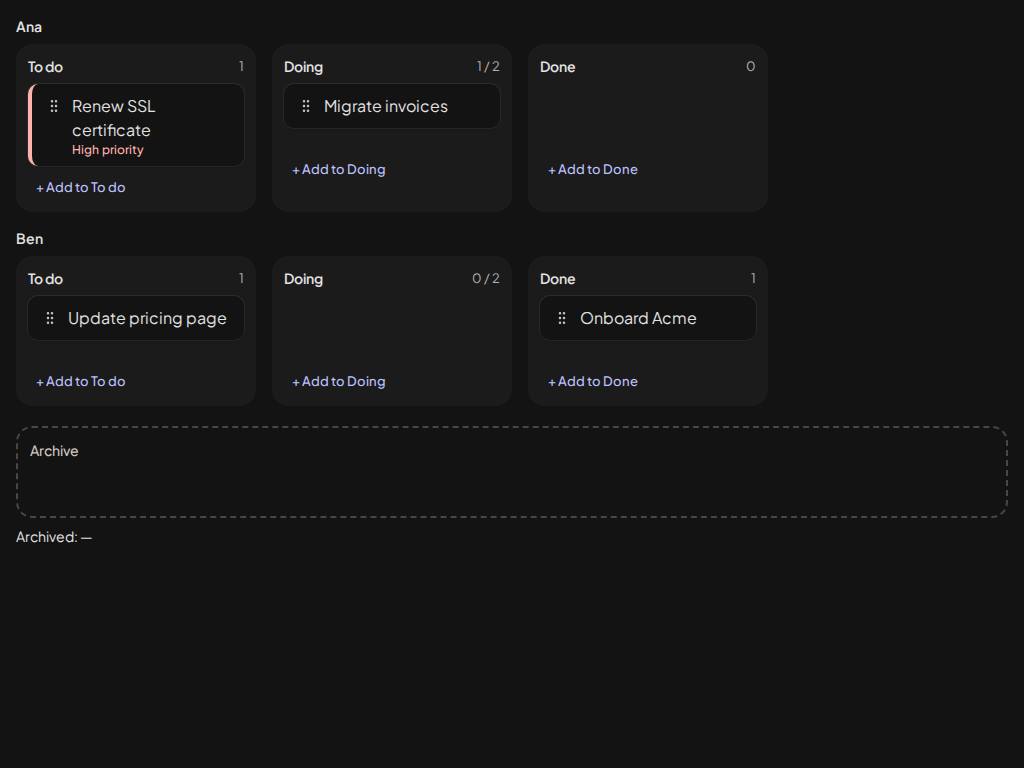 Ana
To do 1
Doing 1 / 2
Done 0
Renew SSL
certificate
High priority
Migrate invoices
+ Add to To do
+ Add to Doing
+ Add to Done
Ben
To do 1
Doing 0 / 2
Done 1
Update pricing page
Onboard Acme
+ Add to To do
+ Add to Doing
+ Add to Done
Archive
Archived: —